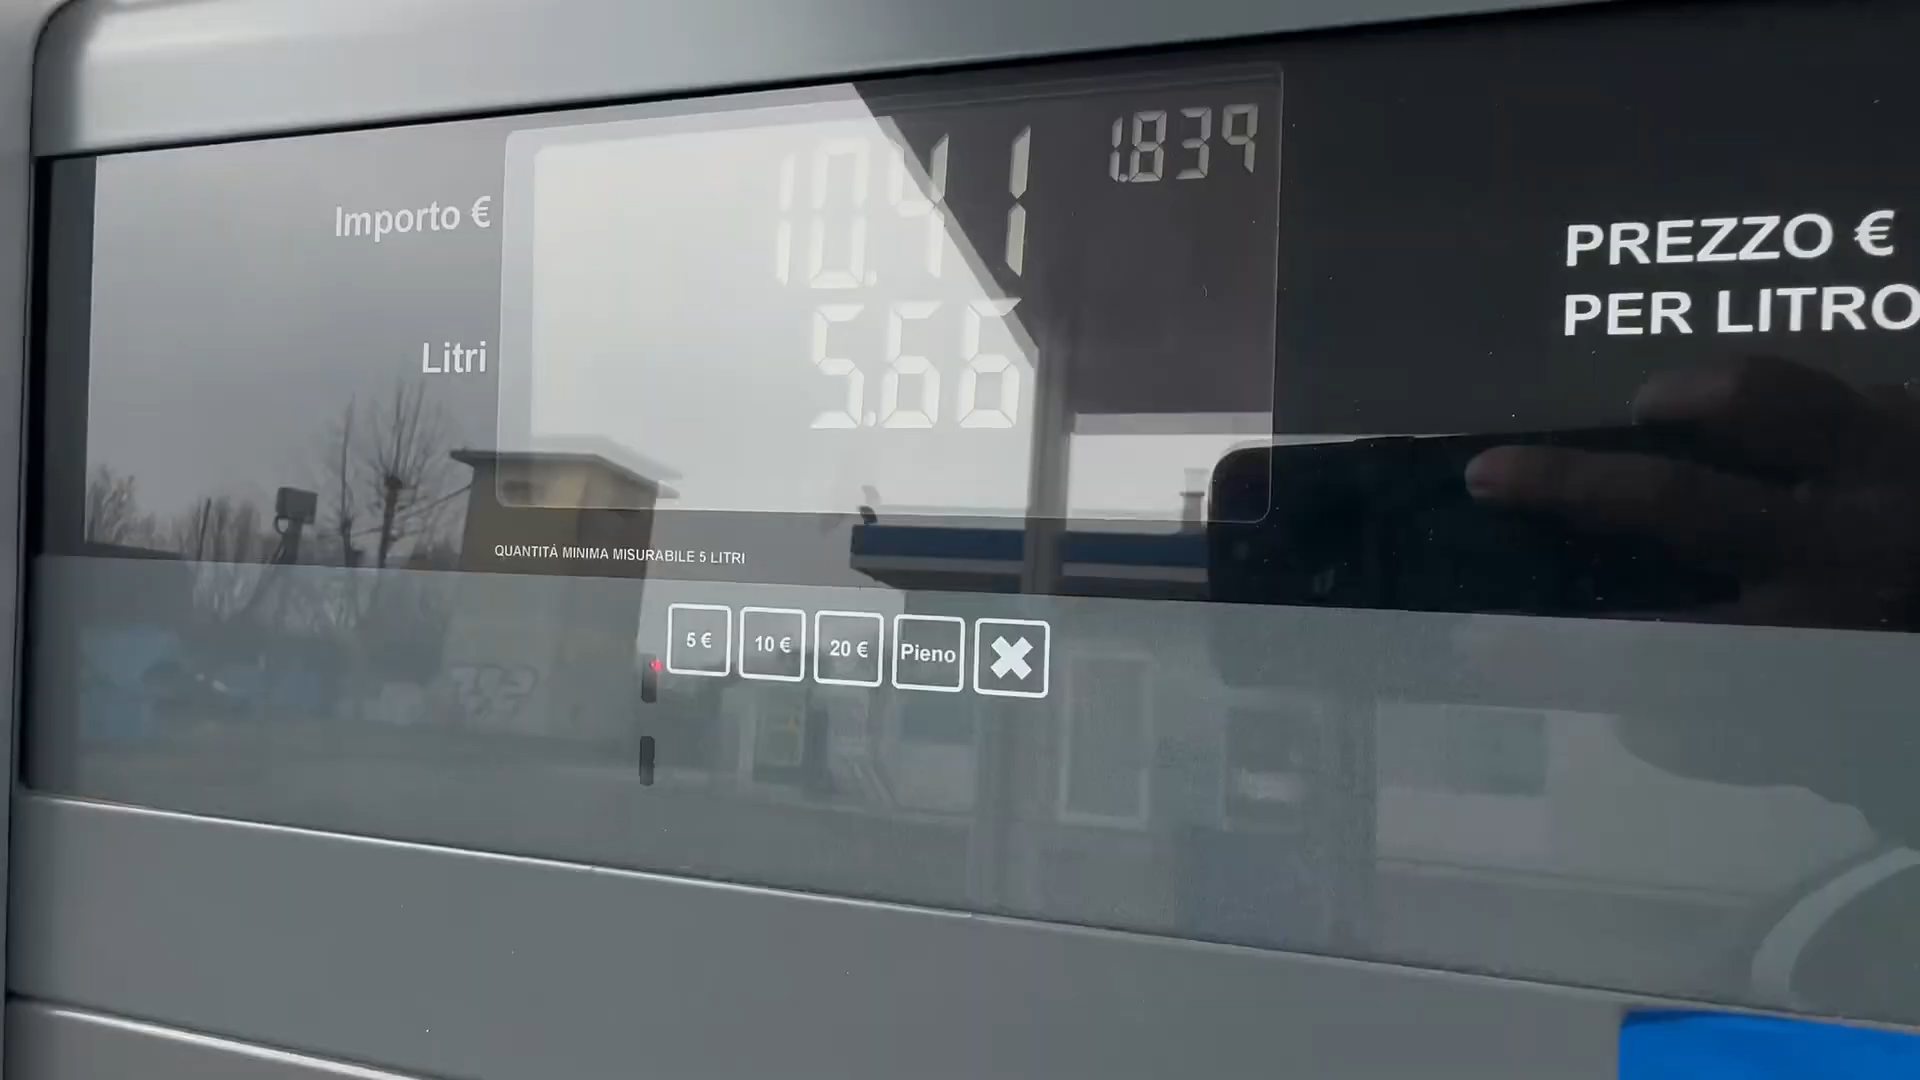 Importo €
10.41
1.839
PREZZO €
PER LITRO
Litri
5.66
QUANTITÀ MINIMA MISURABILE 5 LITRI
5 €
10 €
20 €
Pieno